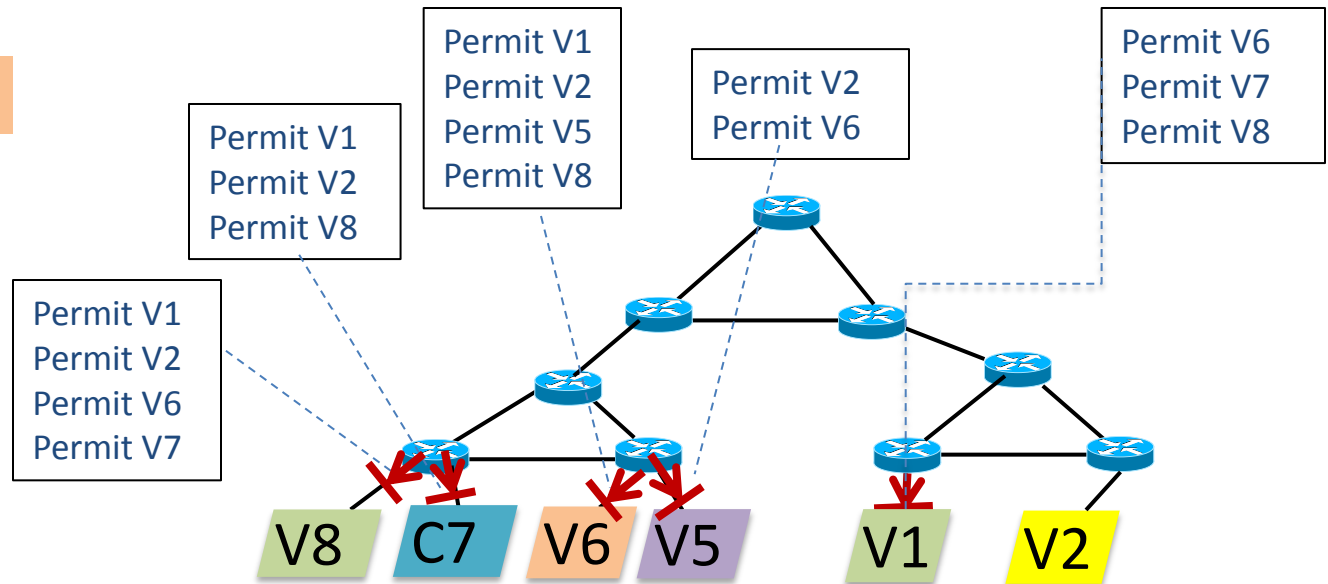 Permit V1
Permit V2
Permit V6
Permit V7
Permit V1
Permit V2
Permit V8
Permit V1
Permit V2
Permit V5
Permit V8
Permit V2
Permit V6
Permit V6
Permit V7
Permit V8
V8
C7
V6
V5
V1
V2